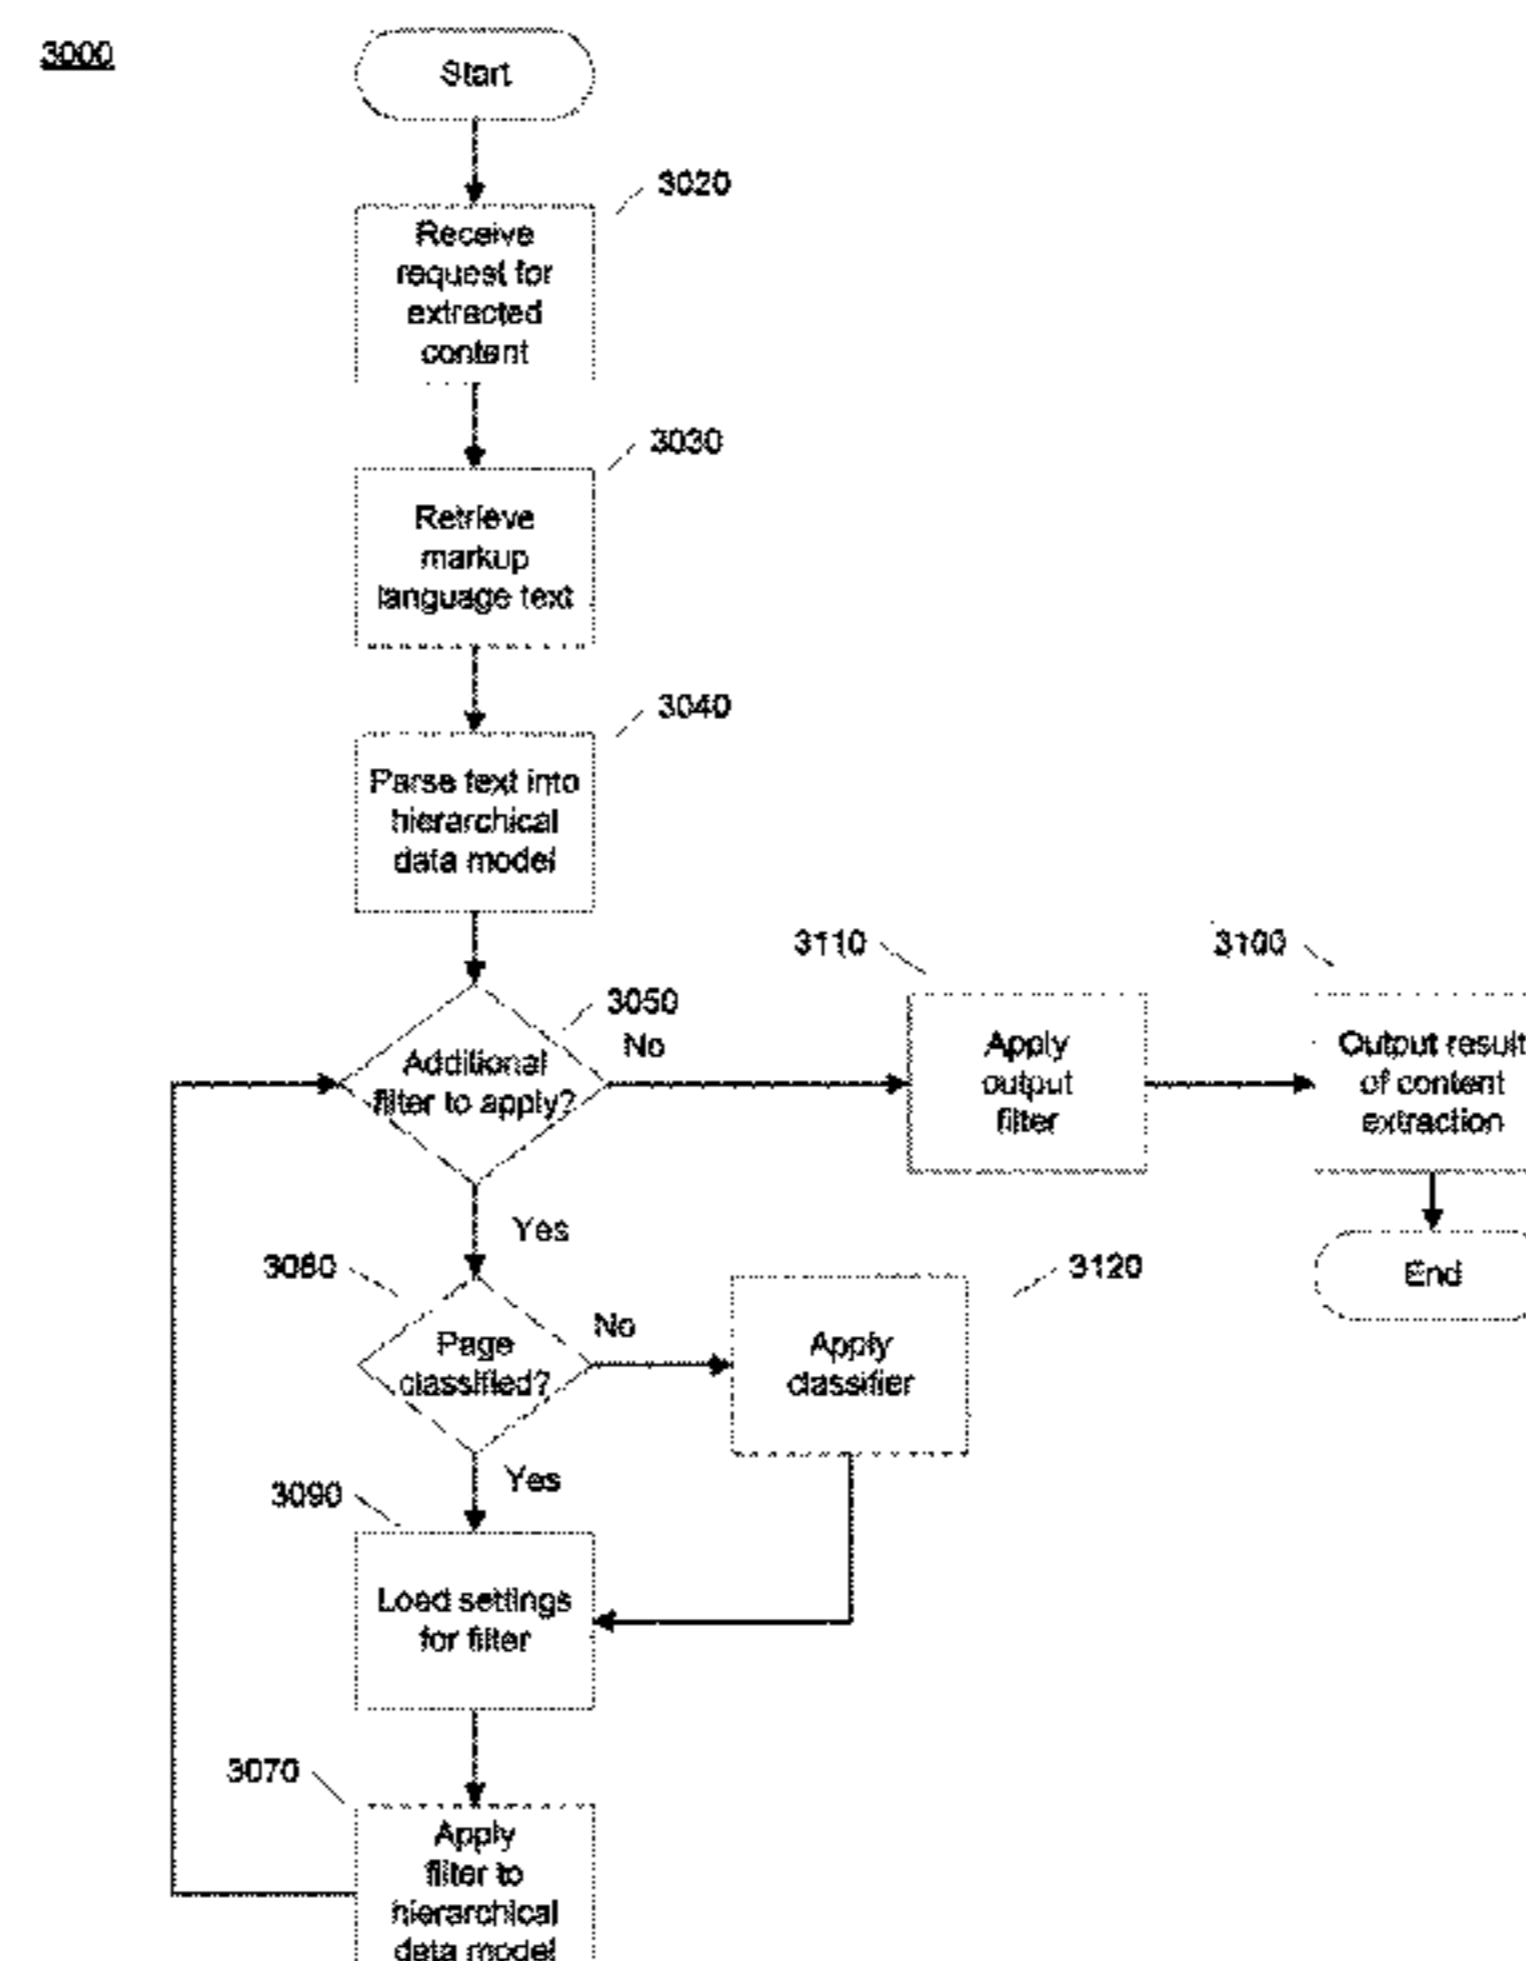 3000
Start
3020
Receive
request for
extracted
content
3030
Retrieve
markup
language text
3040
Parse text into
hierarchical
data model
3050
Additional
filter to apply?
No
3110
Apply
output
filter
3100
Output result
of content
extraction
End
Yes
3080
Page
classified?
No
3120
Apply
classifier
Yes
3090
Load settings
for filter
3070
Apply
filter to
hierarchical
data model